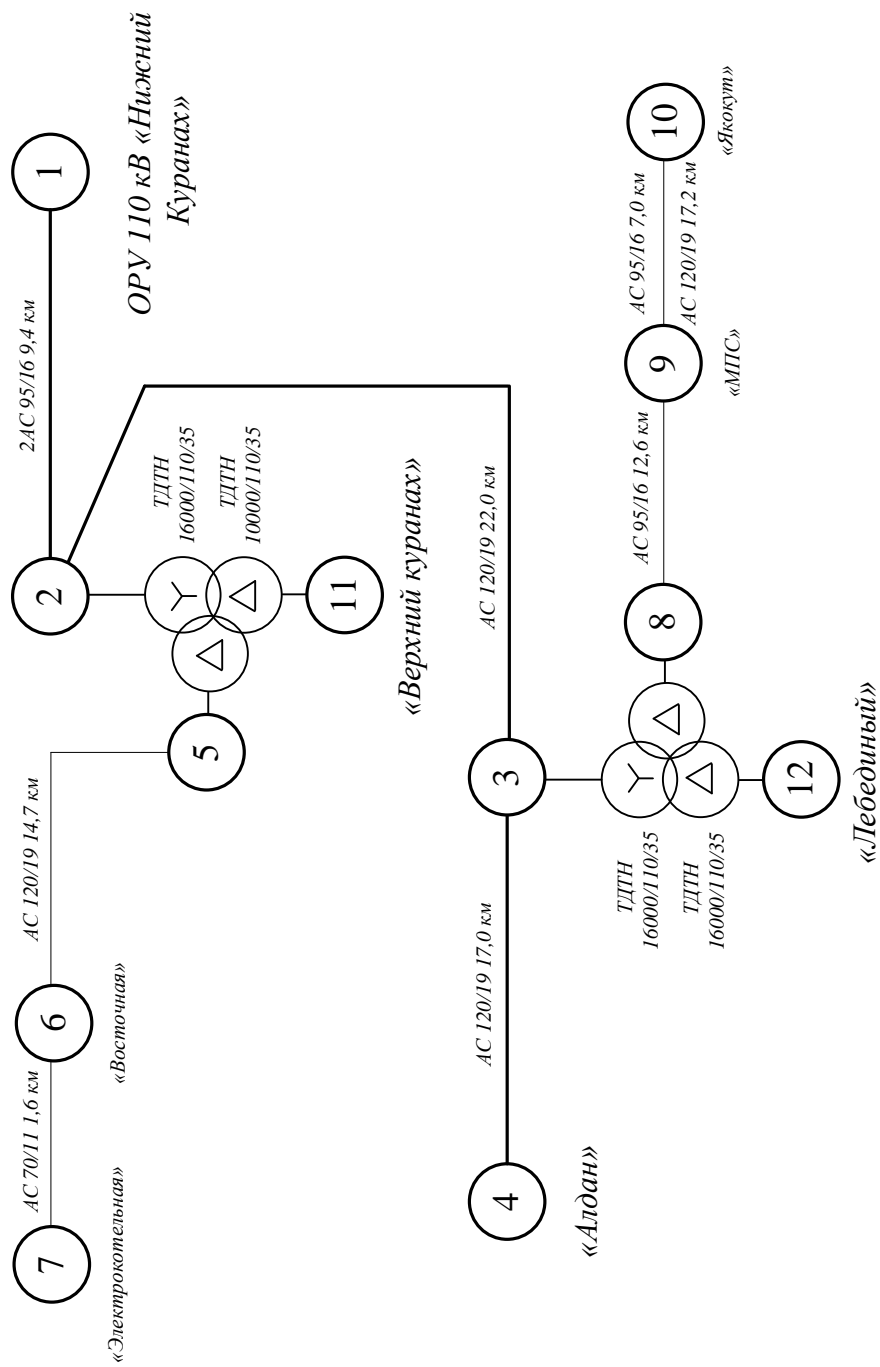 7
АС 70/11 1,6 км
6
АС 120/19 14,7 км
2
2АС 95/16 9,4 км
1
«Электрокотельная»
«Восточная»
ОРУ 110 кВ «Нижний
Куранах»
5
ТДТН
16000/110/35
ТДТН
10000/110/35
11
«Верхний куранах»
4
АС 120/19 17,0 км
3
АС 120/19 22,0 км
«Алдан»
ТДТН
16000/110/35
ТДТН
16000/110/35
8
АС 95/16 12,6 км
9
АС 95/16 7,0 км
АС 120/19 17,2 км
10
«МПС»
«Якокут»
12
«Лебединый»